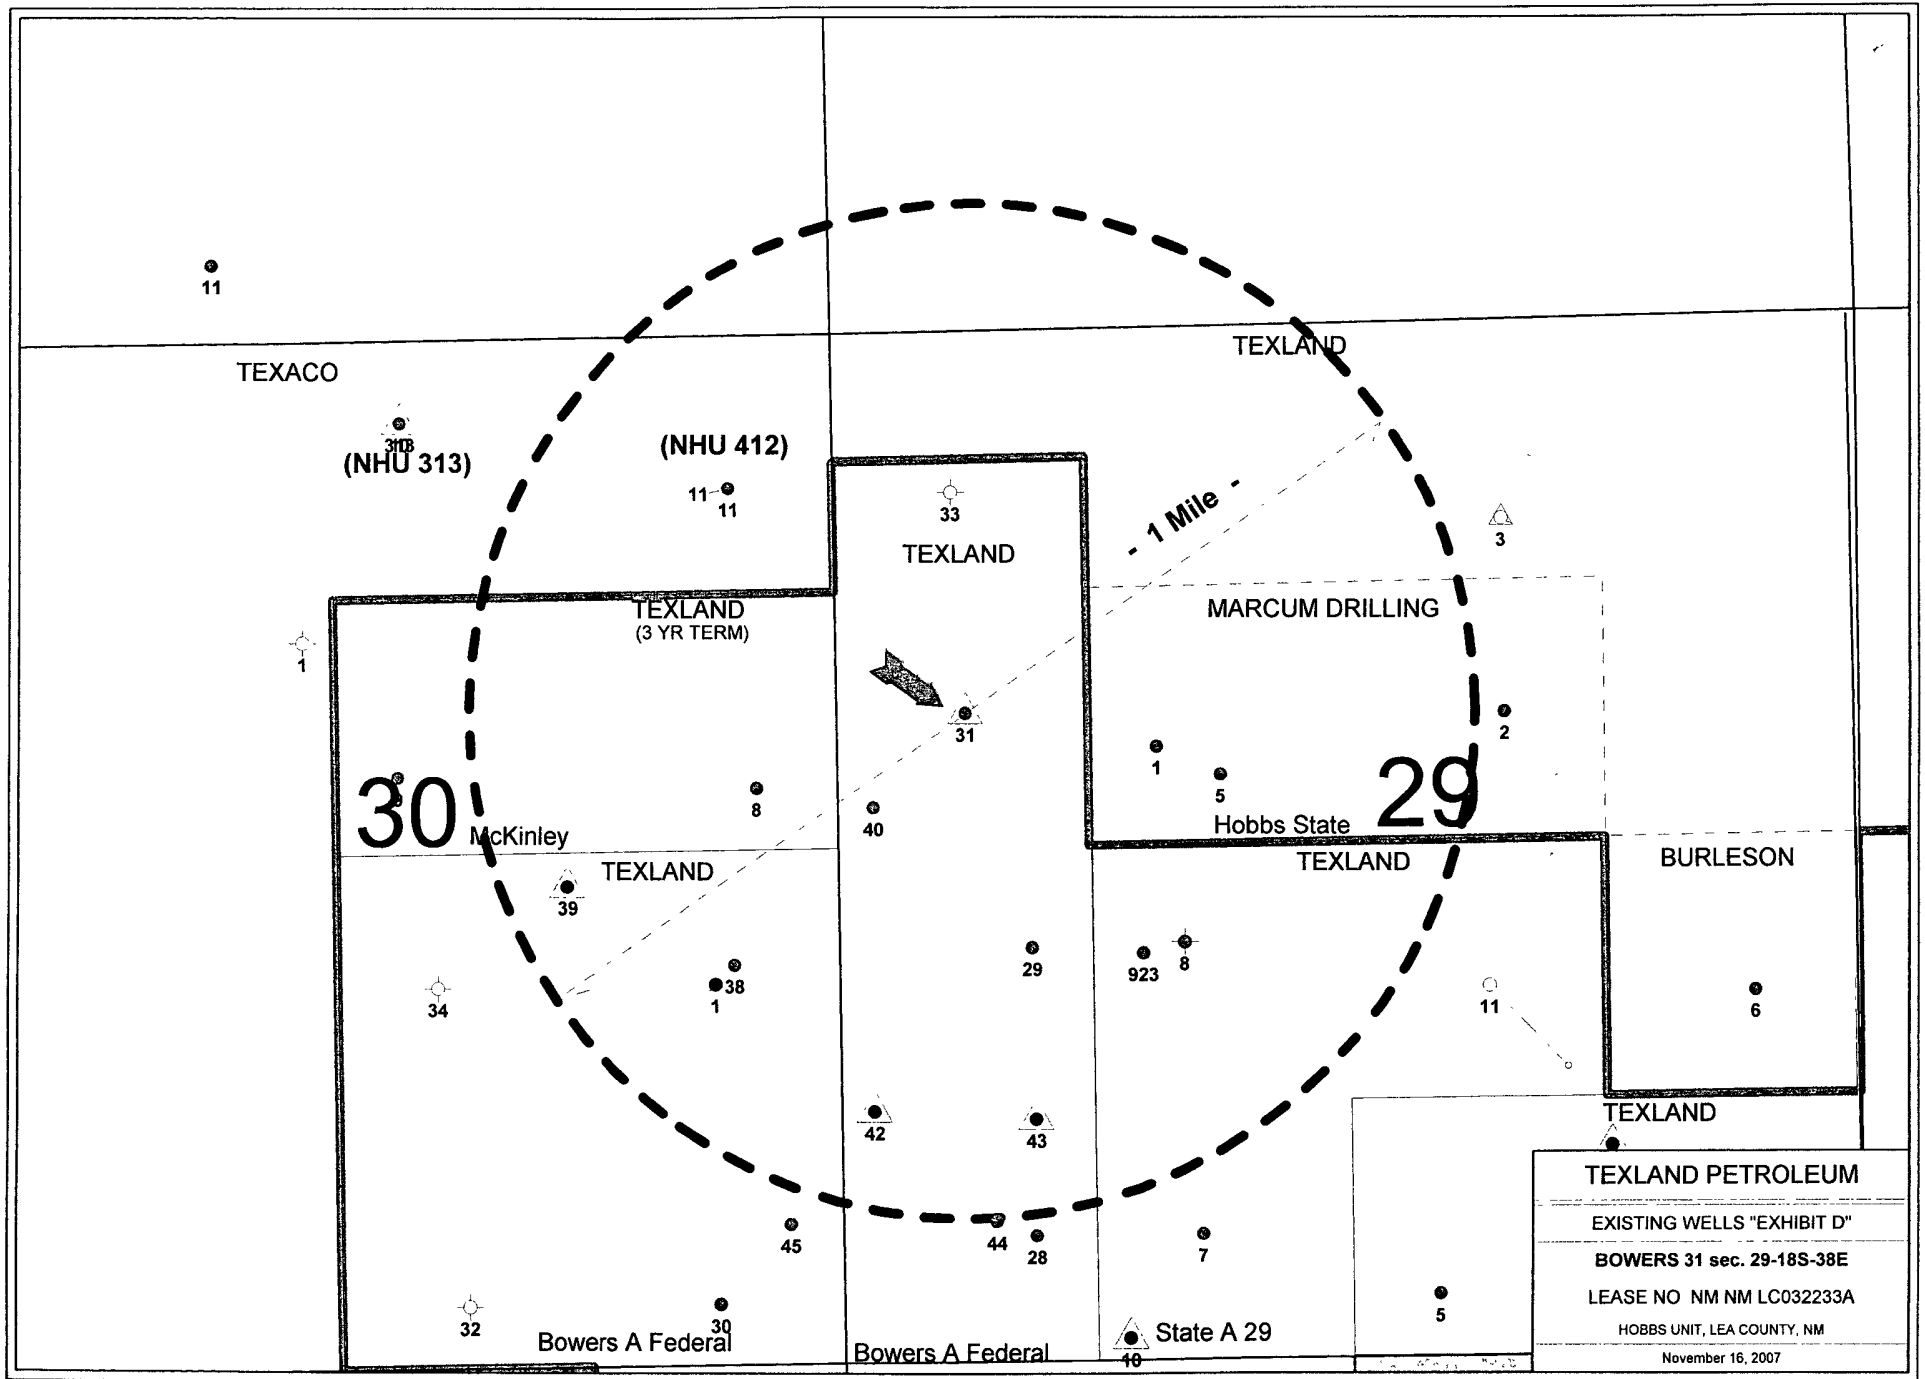 11
TEXACO
TEXLAND
(NHU 313)
(NHU 412)
11
11
33
TEXLAND
- 1 Mile -
3
TEXLAND
(3 YR TERM)
MARCUM DRILLING
1
31
2
1
5
30
8
40
29
McKinley
Hobbs State
TEXLAND
TEXLAND
BURLESON
39
34
38
1
29
923
8
11
6
42
43
TEXLAND
45
44
28
7
5
32
30
Bowers A Federal
Bowers A Federal
10
State A 29
TEXLAND PETROLEUM
EXISTING WELLS "EXHIBIT D"
BOWERS 31 sec. 29-18S-38E
LEASE NO NM NM LC032233A
HOBBS UNIT, LEA COUNTY, NM
November 16, 2007